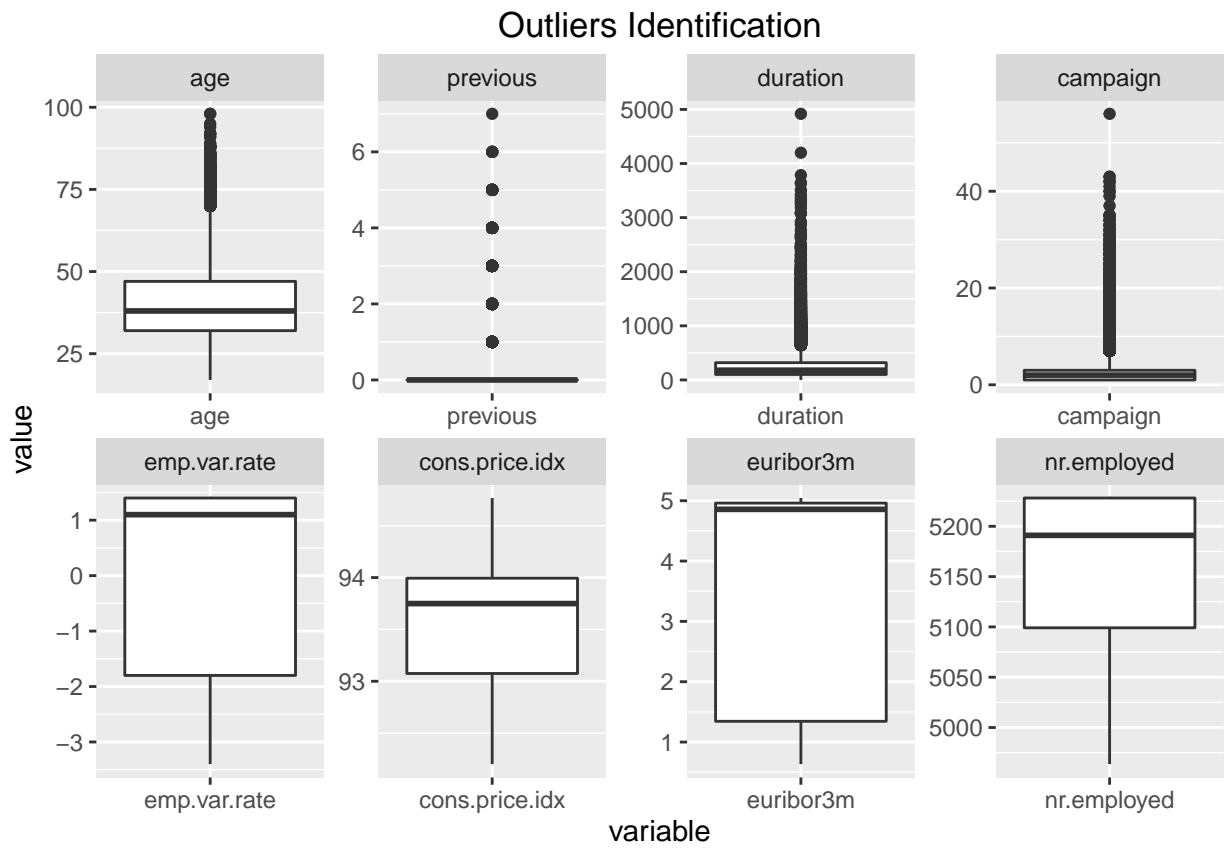 Outliers Identification
age
previous
duration
campaign
100
75
50
25
6
4
2
0
5000
4000
3000
2000
1000
0
40
20
0
age
previous
duration
campaign
value
emp.var.rate
cons.price.idx
euribor3m
nr.employed
1
0
−1
−2
−3
94
93
5
4
3
2
1
5200
5150
5100
5050
5000
emp.var.rate
cons.price.idx
euribor3m
nr.employed
variable